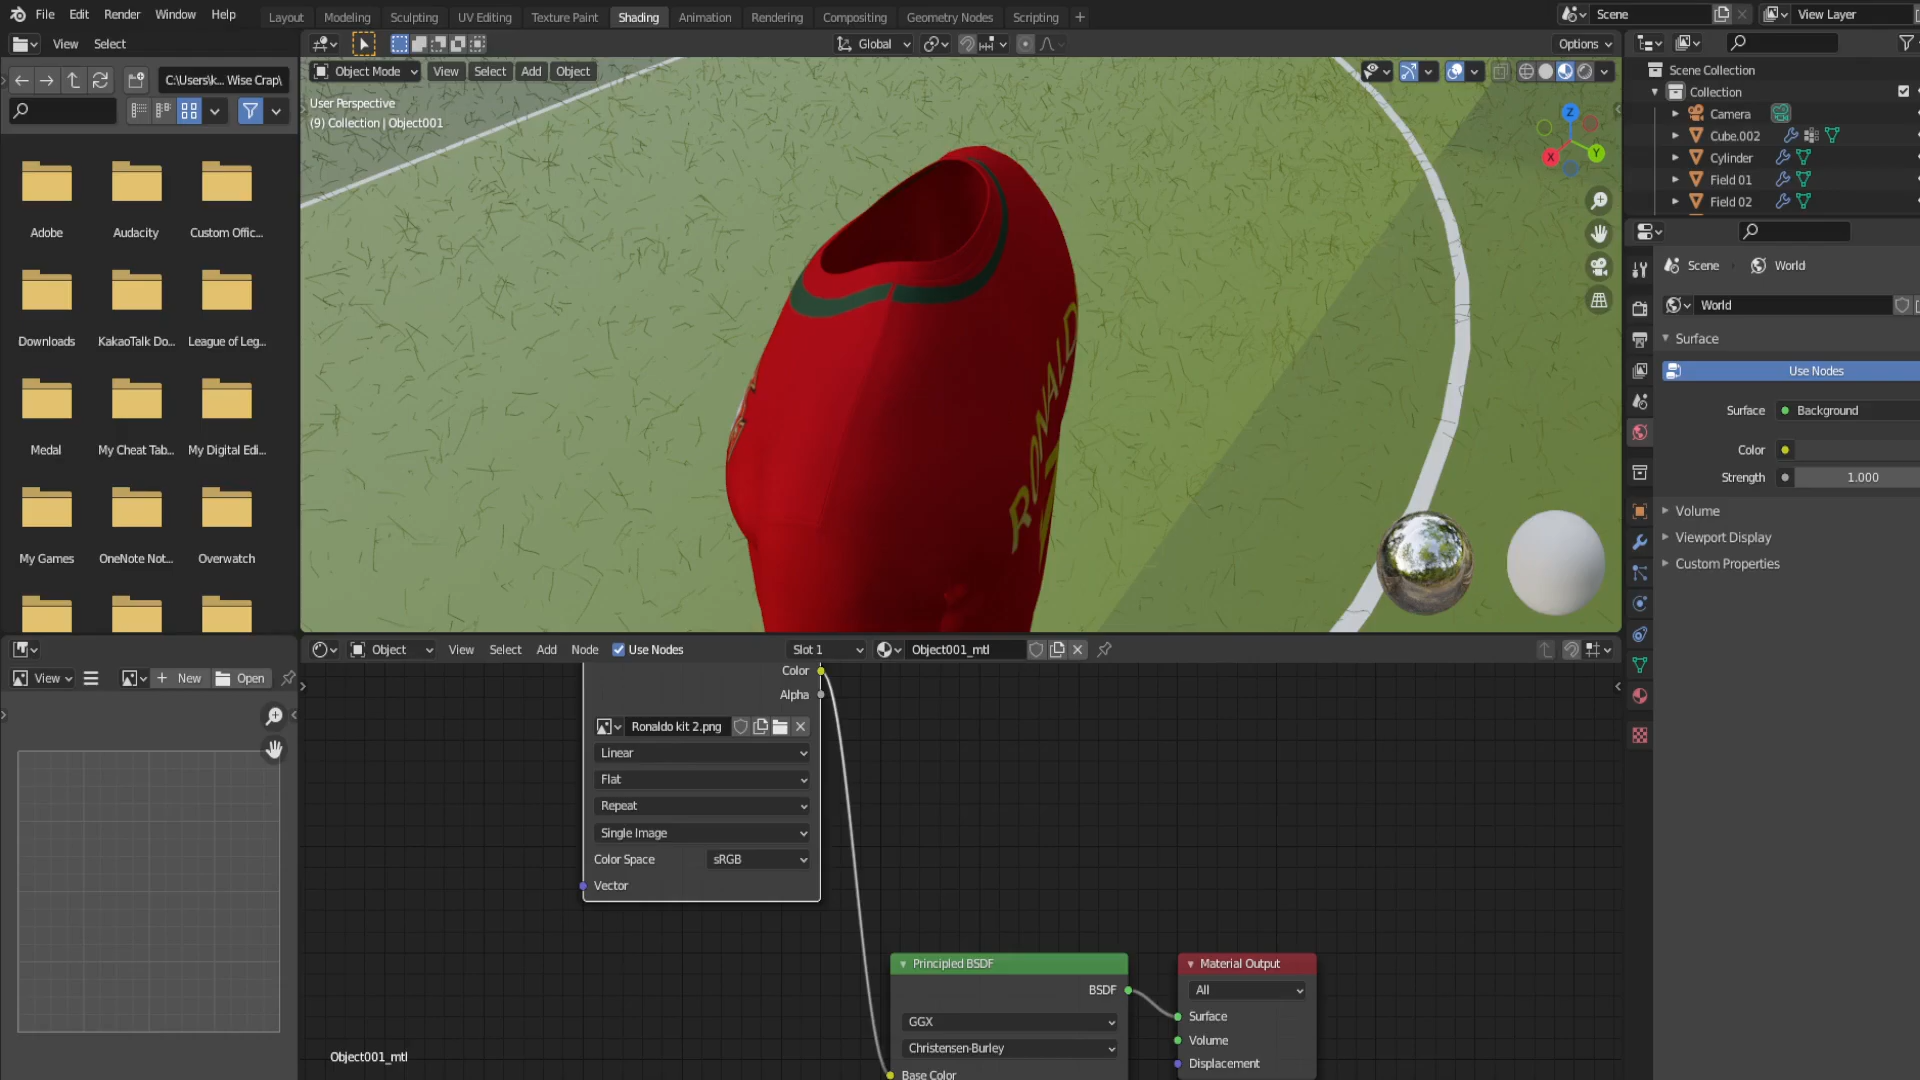 File Edit Render Window Help
Layout Modeling Sculpting UV Editing Texture Paint Shading Animation Rendering Compositing Geometry Nodes Scripting +
Scene
View Layer
View Select
Global
Options
C:\Users\k... Wise Crap\
Object Mode View Select Add Object
User Perspective
(9) Collection | Object001
Z
X
Y
RONALD
Adobe
Audacity
Custom Offic...
Downloads
KakaoTalk Do...
League of Leg...
Medal
My Cheat Tab...
My Digital Edi...
My Games
OneNote Not...
Overwatch
Scene Collection
Collection
Camera
Cube.002
Cylinder
Field 01
Field 02
Scene World
World
Surface
Use Nodes
Surface Background
Color
Strength 1.000
Volume
Viewport Display
Custom Properties
View
+ New Open
Object View Select Add Node Use Nodes Slot 1 Object001_mtl
Color
Alpha
Ronaldo kit 2.png
Linear
Flat
Repeat
Single Image
Color Space sRGB
Vector
Principled BSDF
BSDF
GGX
Christensen-Burley
Base Color
Material Output
All
Surface
Volume
Displacement
Object001_mtl